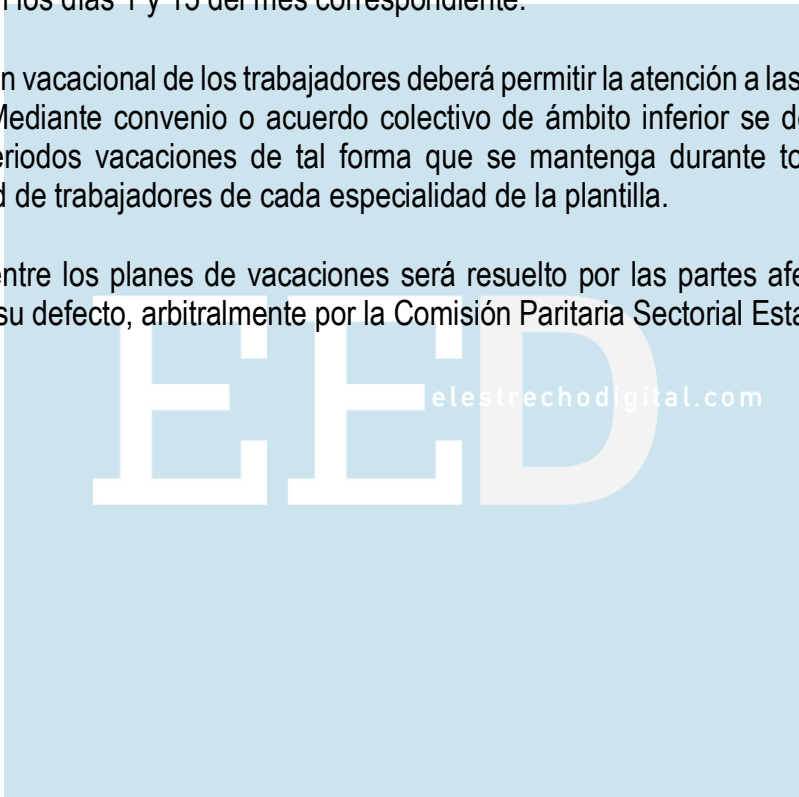 los días 1 y 15 del mes correspondiente.
n vacacional de los trabajadores deberá permitir la atención a las
Mediante convenio o acuerdo colectivo de ámbito inferior se d
eriodos vacaciones de tal forma que se mantenga durante to
d de trabajadores de cada especialidad de la plantilla.
entre los planes de vacaciones será resuelto por las partes afe
su defecto, arbitralmente por la Comisión Paritaria Sectorial Esta
EED
elestrechodigital.com